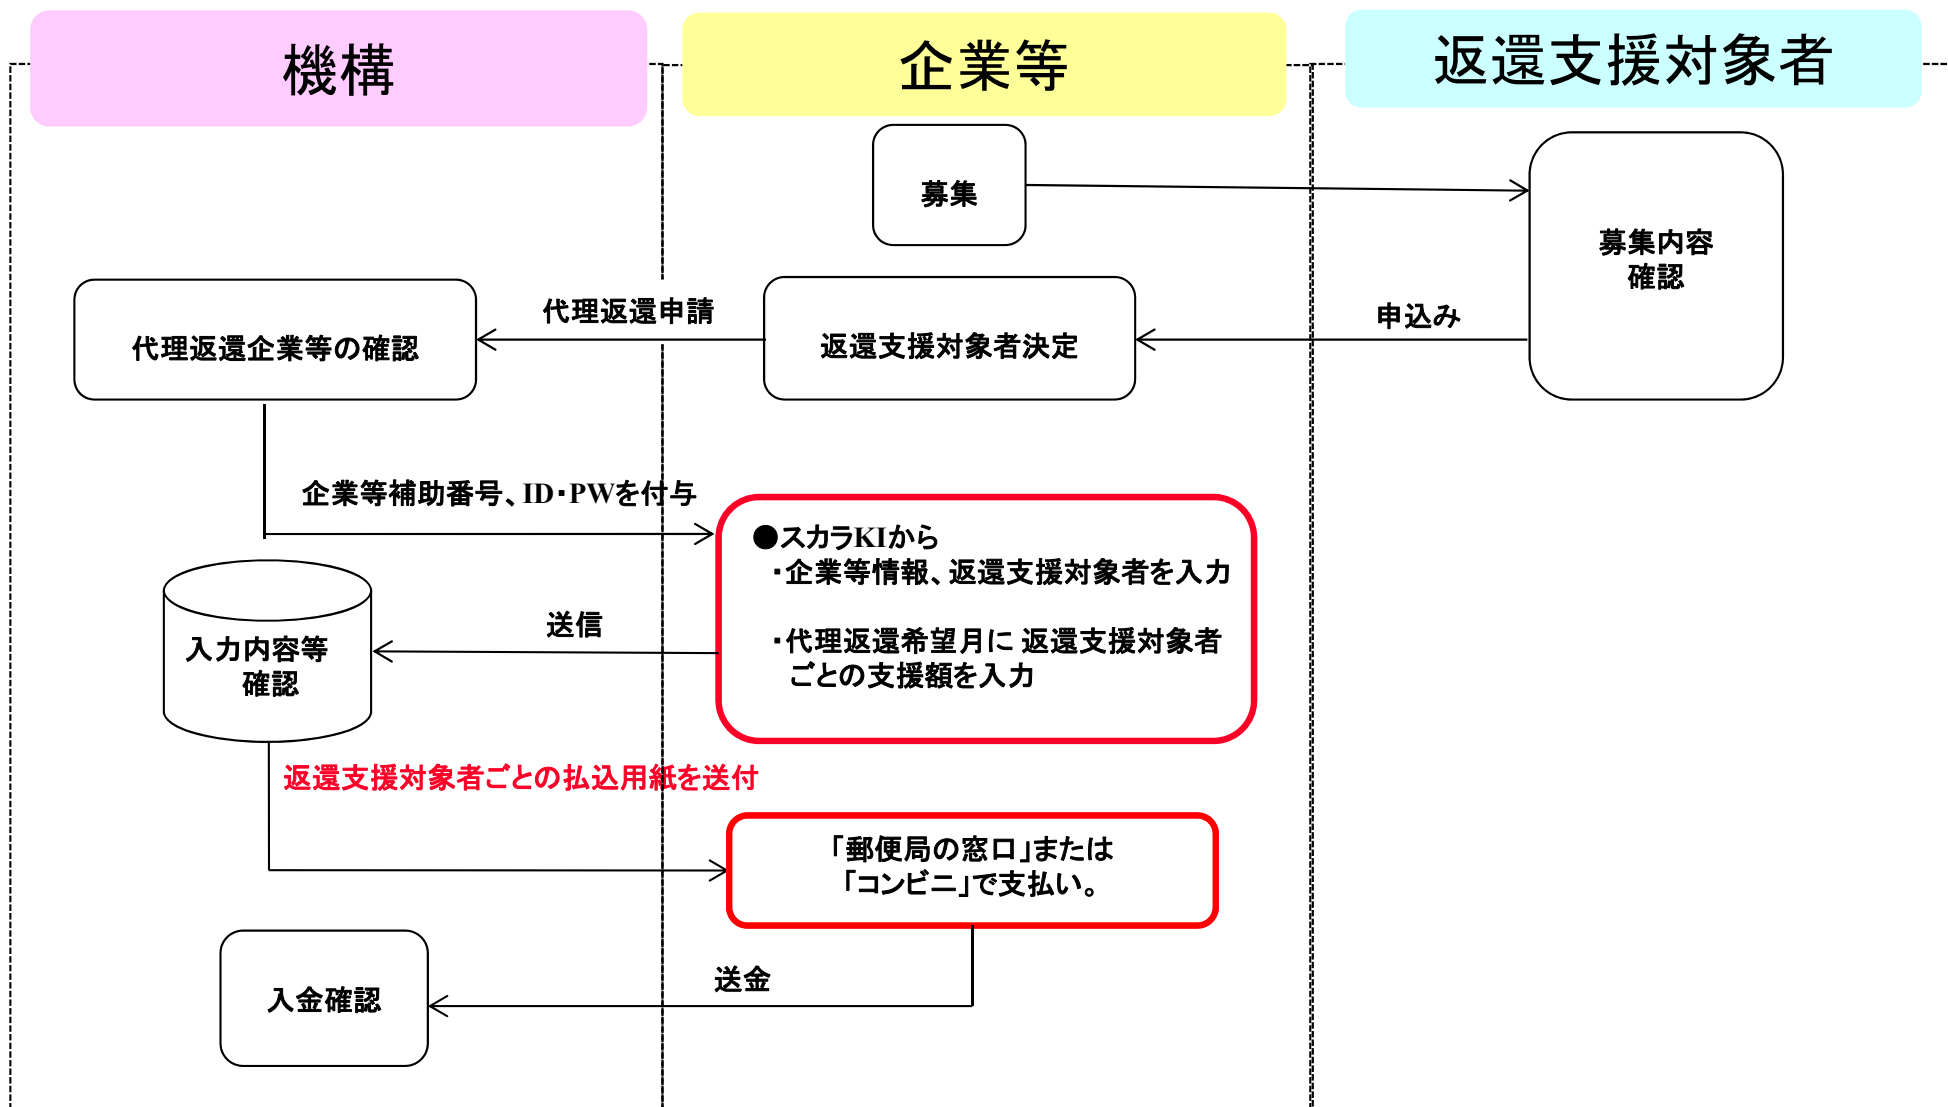 機構
企業等
返還支援対象者
募集
募集内容
確認
代理返還申請
申込み
代理返還企業等の確認
返還支援対象者決定
企業等補助番号、ID・PWを付与
●スカラKIから
・企業等情報、返還支援対象者を入力
・代理返還希望月に 返還支援対象者
ごとの支援額を入力
送信
入力内容等
確認
返還支援対象者ごとの払込用紙を送付
「郵便局の窓口」または
「コンビニ」で支払い。
送金
入金確認